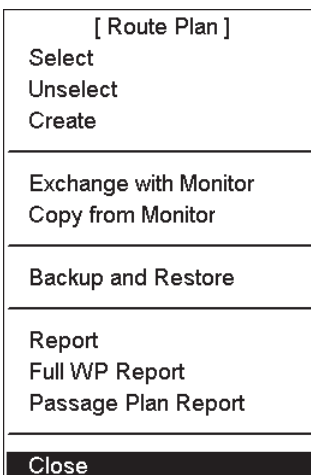 [ Route Plan ]
Select
Unselect
Create
Exchange with Monitor
Copy from Monitor
Backup and Restore
Report
Full WP Report
Passage Plan Report
Close